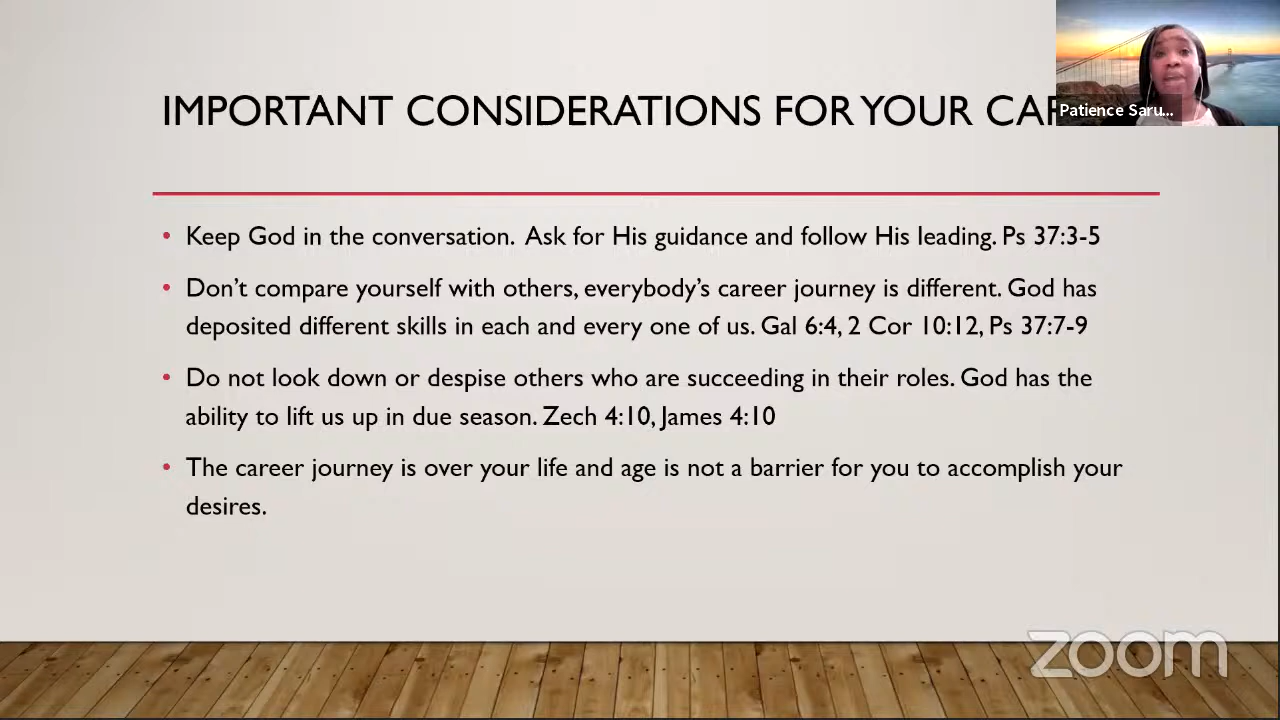 IMPORTANT CONSIDERATIONS FOR YOUR
Patience Saru...
• Keep God in the conversation.  Ask for His guidance and follow His leading. Ps 37:3-5
• Don’t compare yourself with others, everybody’s career journey is different. God has
deposited different skills in each and every one of us. Gal 6:4, 2 Cor 10:12, Ps 37:7-9
• Do not look down or despise others who are succeeding in their roles. God has the
ability to lift us up in due season. Zech 4:10, James 4:10
• The career journey is over your life and age is not a barrier for you to accomplish your
desires.
zoom